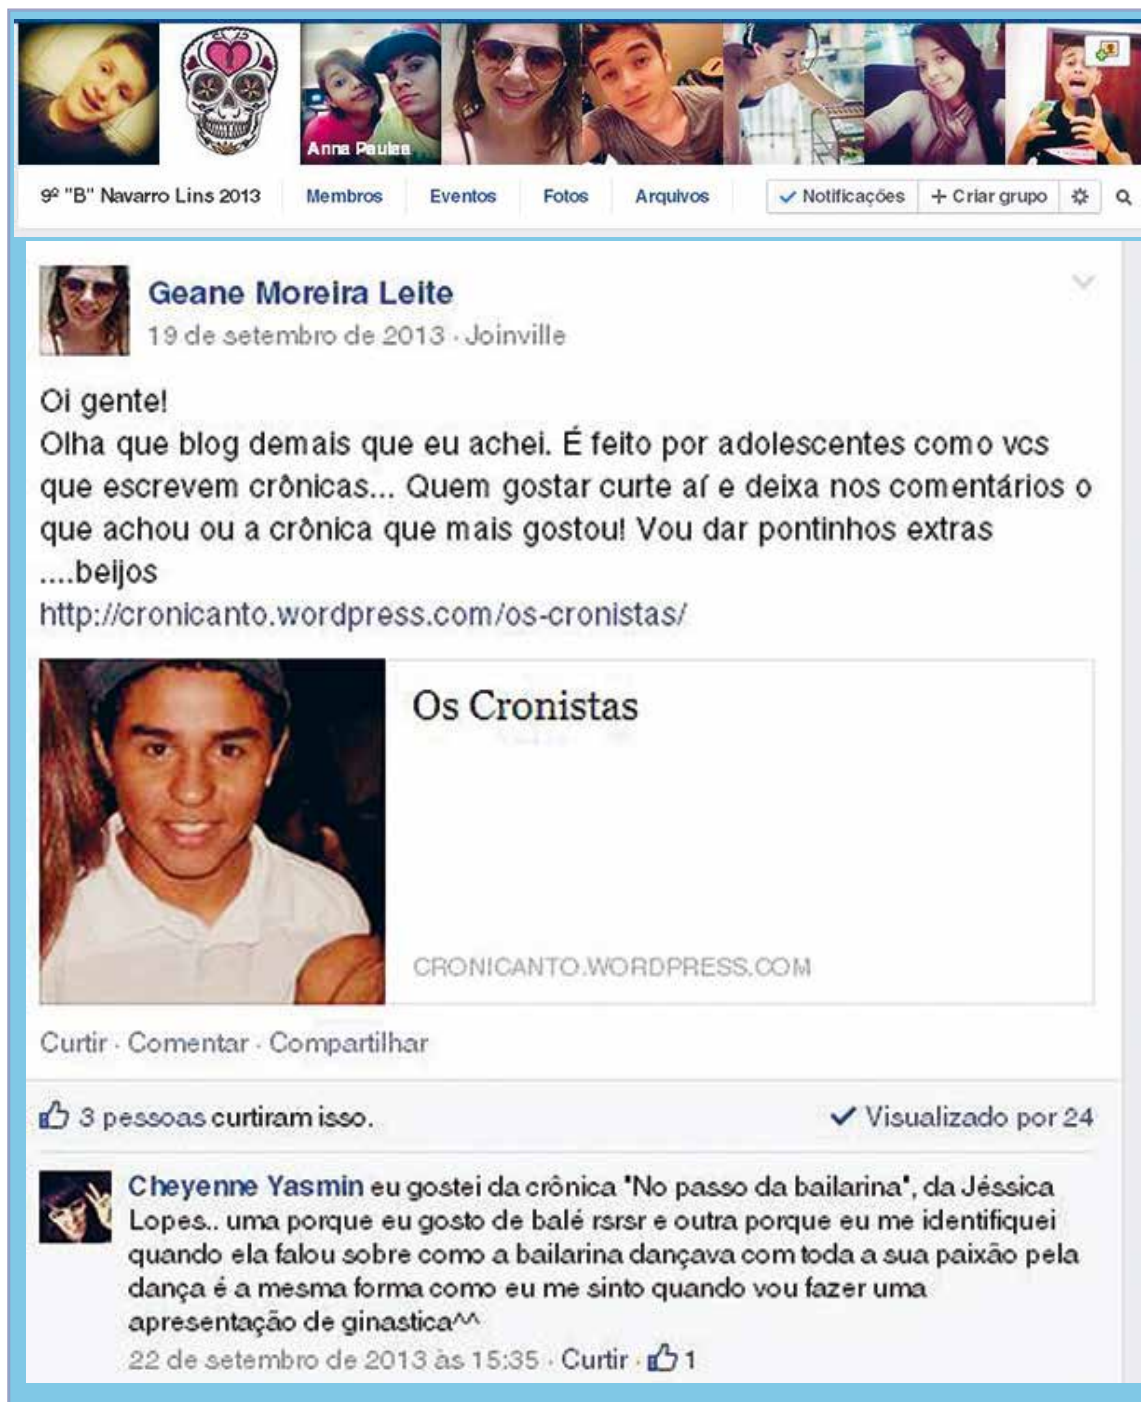 Anna Paulaa
9º "B" Navarro Lins 2013 Membros Eventos Fotos Arquivos Notificações + Criar grupo
Geane Moreira Leite
19 de setembro de 2013 · Joinville
Oi gente!
Olha que blog demais que eu achei. É feito por adolescentes como vcs
que escrevem crônicas... Quem gostar curte aí e deixa nos comentários o
que achou ou a crônica que mais gostou! Vou dar pontinhos extras
....beijos
http://cronicanto.wordpress.com/os-cronistas/
Os Cronistas
CRONICANTO.WORDPRESS.COM
Curtir · Comentar · Compartilhar
3 pessoas curtiram isso. Visualizado por 24
Cheyenne Yasmin eu gostei da crônica "No passo da bailarina", da Jéssica
Lopes.. uma porque eu gosto de balé rsrsr e outra porque eu me identifiquei
quando ela falou sobre como a bailarina dançava com toda a sua paixão pela
dança é a mesma forma como eu me sinto quando vou fazer uma
apresentação de ginastica^^
22 de setembro de 2013 às 15:35 · Curtir · 1